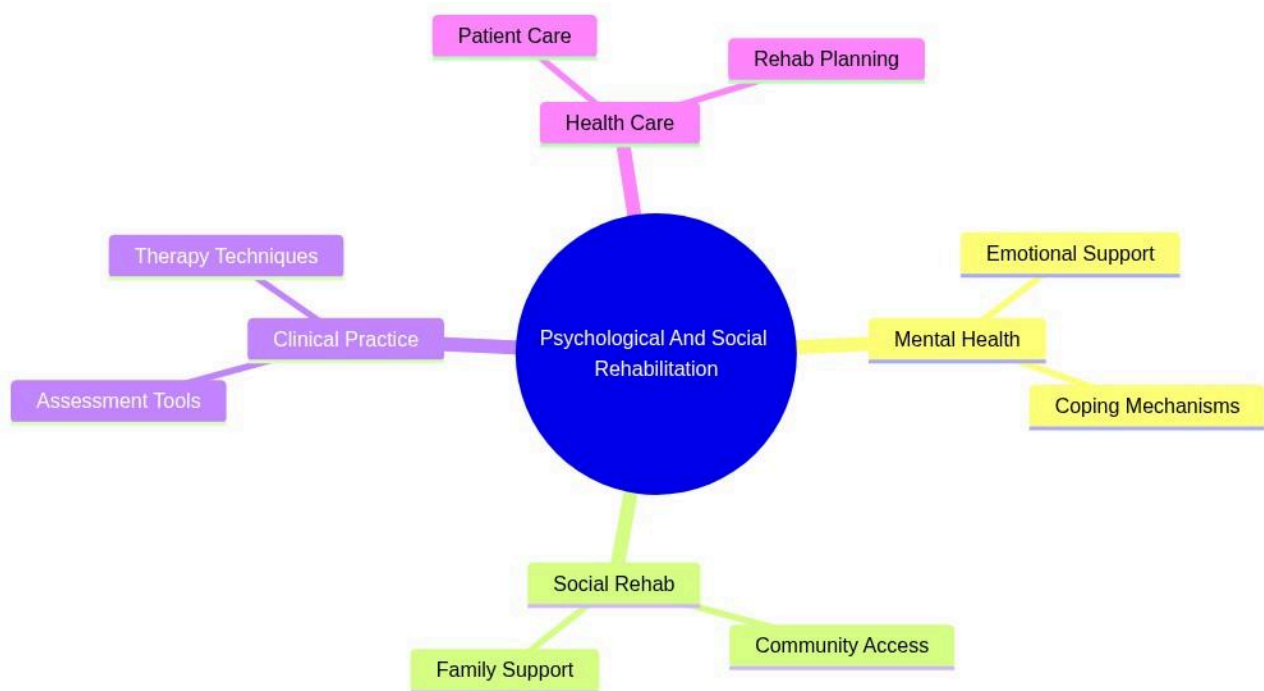 Patient Care
Rehab Planning
Health Care
Therapy Techniques
Emotional Support
Clinical Practice
Psychological And Social
Rehabilitation
Mental Health
Assessment Tools
Coping Mechanisms
Social Rehab
Community Access
Family Support